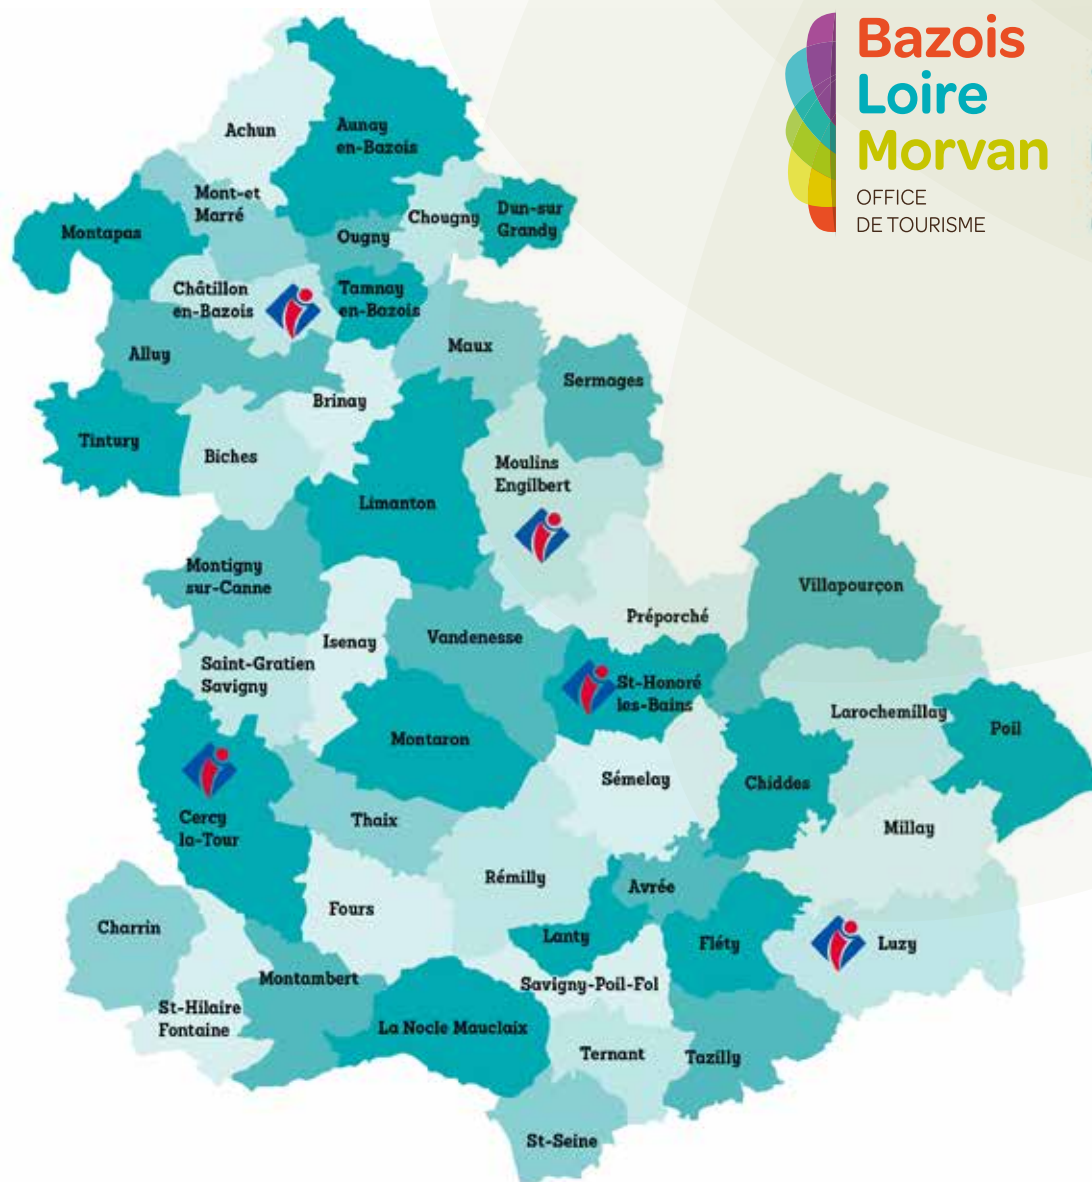 Bazois
Loire
Morvan
OFFICE
DE TOURISME
Achun
Aunay
en-Bazois
Mont-et
Marré
Chougny
Dun-sur
Grandy
Montapas
Ougny
Châtillon
en-Bazois
Tamnay
en-Bazois
Alluy
Maux
Sermages
Brinay
Tintury
Biches
Moulins
Engilbert
Limanton
Montigny
sur-Canne
Villapourçon
Préporché
Isenay
Vandenesse
Saint-Gratien
Savigny
St-Honoré
les-Bains
Larochemillay
Poil
Montaron
Sémelay
Chiddes
Cercy
la-Tour
Thaix
Millay
Rémilly
Avrée
Fours
Charrin
Lanty
Fléty
Luzy
Montambert
Savigny-Poil-Fol
St-Hilaire
Fontaine
La Nocle Mauclaix
Ternant
Tazilly
St-Seine